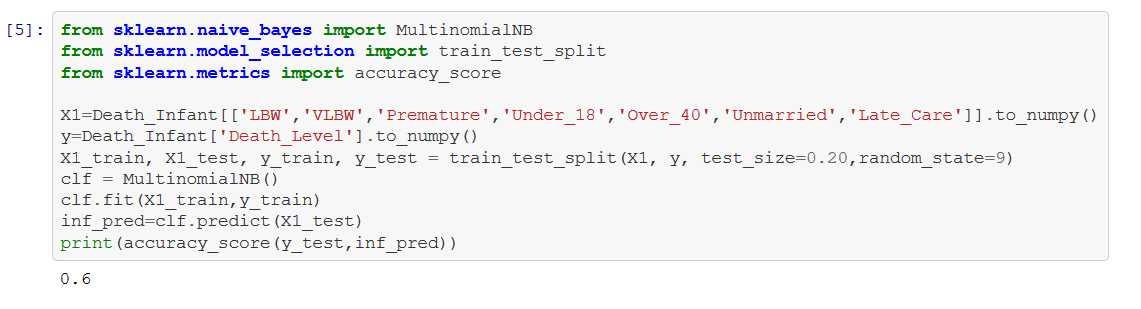 [5]: from sklearn.naive_bayes import MultinomialNB
from sklearn.model_selection import train_test_split
from sklearn.metrics import accuracy_score
X1=Death_Infant[['LBW','VLBW','Premature','Under_18','Over_40','Unmarried','Late_Care']].to_numpy()
y=Death_Infant['Death_Level'].to_numpy()
X1_train, X1_test, y_train, y_test = train_test_split(X1, y, test_size=0.20,random_state=9)
clf = MultinomialNB()
clf.fit(X1_train,y_train)
inf_pred=clf.predict(X1_test)
print(accuracy_score(y_test,inf_pred))
0.6